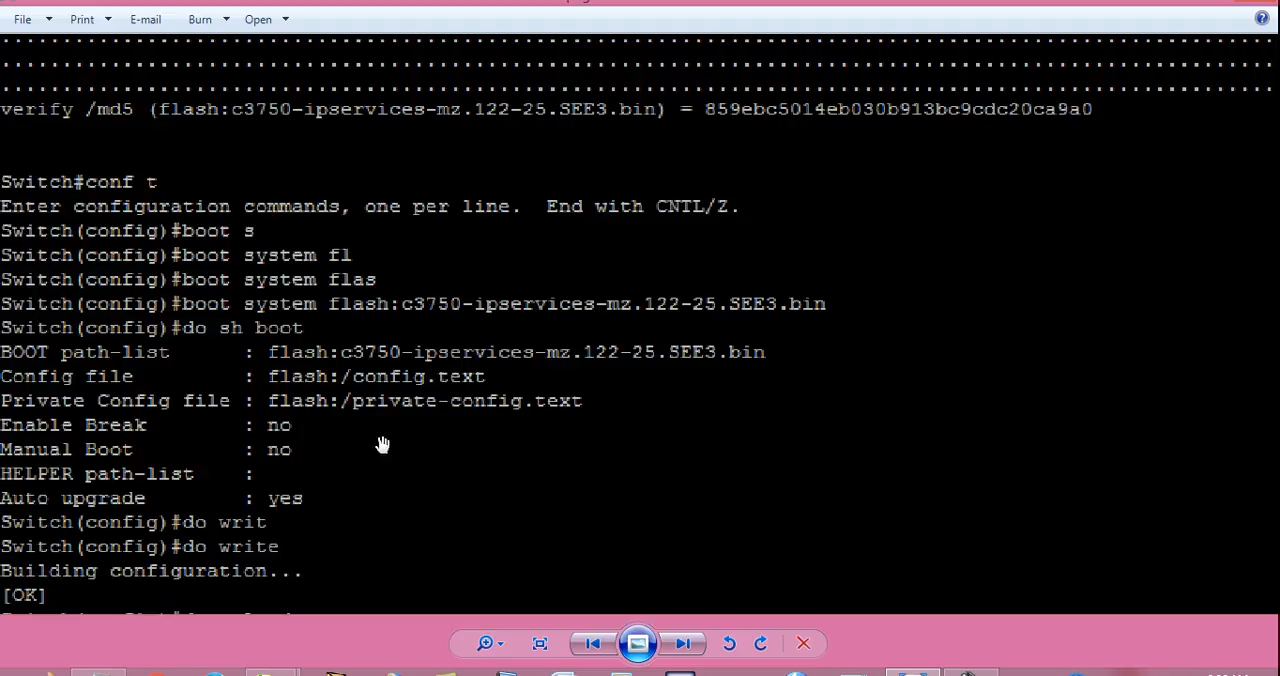 File Print E-mail Burn Open
verify /md5 (flash:c3750-ipservices-mz.122-25.SEE3.bin) = 859ebc5014eb030b913bc9cdc20ca9a0
Switch#conf t
Enter configuration commands, one per line.  End with CNTL/Z.
Switch(config)#boot s
Switch(config)#boot system fl
Switch(config)#boot system flas
Switch(config)#boot system flash:c3750-ipservices-mz.122-25.SEE3.bin
Switch(config)#do sh boot
BOOT path-list      : flash:c3750-ipservices-mz.122-25.SEE3.bin
Config file         : flash:/config.text
Private Config file : flash:/private-config.text
Enable Break        : no
Manual Boot         : no
HELPER path-list    :
Auto upgrade        : yes
Switch(config)#do writ
Switch(config)#do write
Building configuration...
[OK]